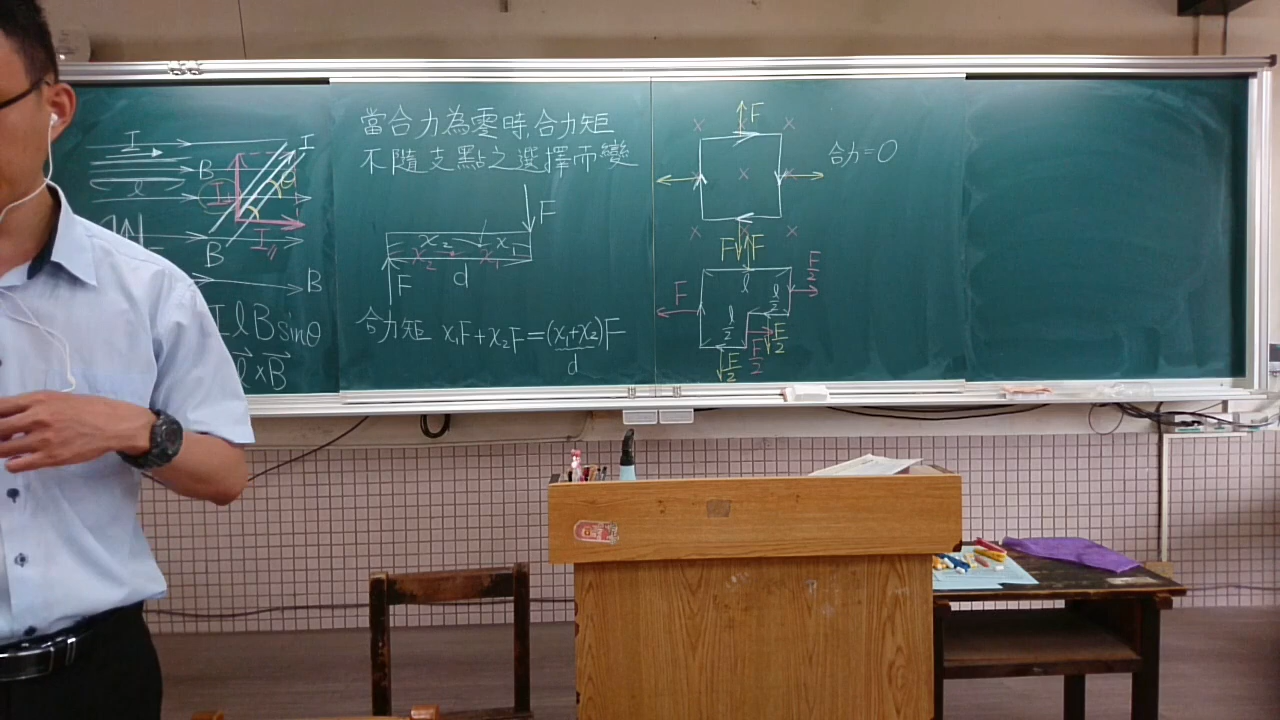 I
I
B
l
θ
I∥
B
B
IlBsinθ
l×B
當合力為零時,合力矩
不隨支點之選擇而變
F
x₂ x₁
x₂ x₁
F
d
合力矩 x₁F+x₂F=(x₁+x₂)F
d
F
合力=0
F F
l
F/2
F
l/2
l/2
F/2
F/2
F/2